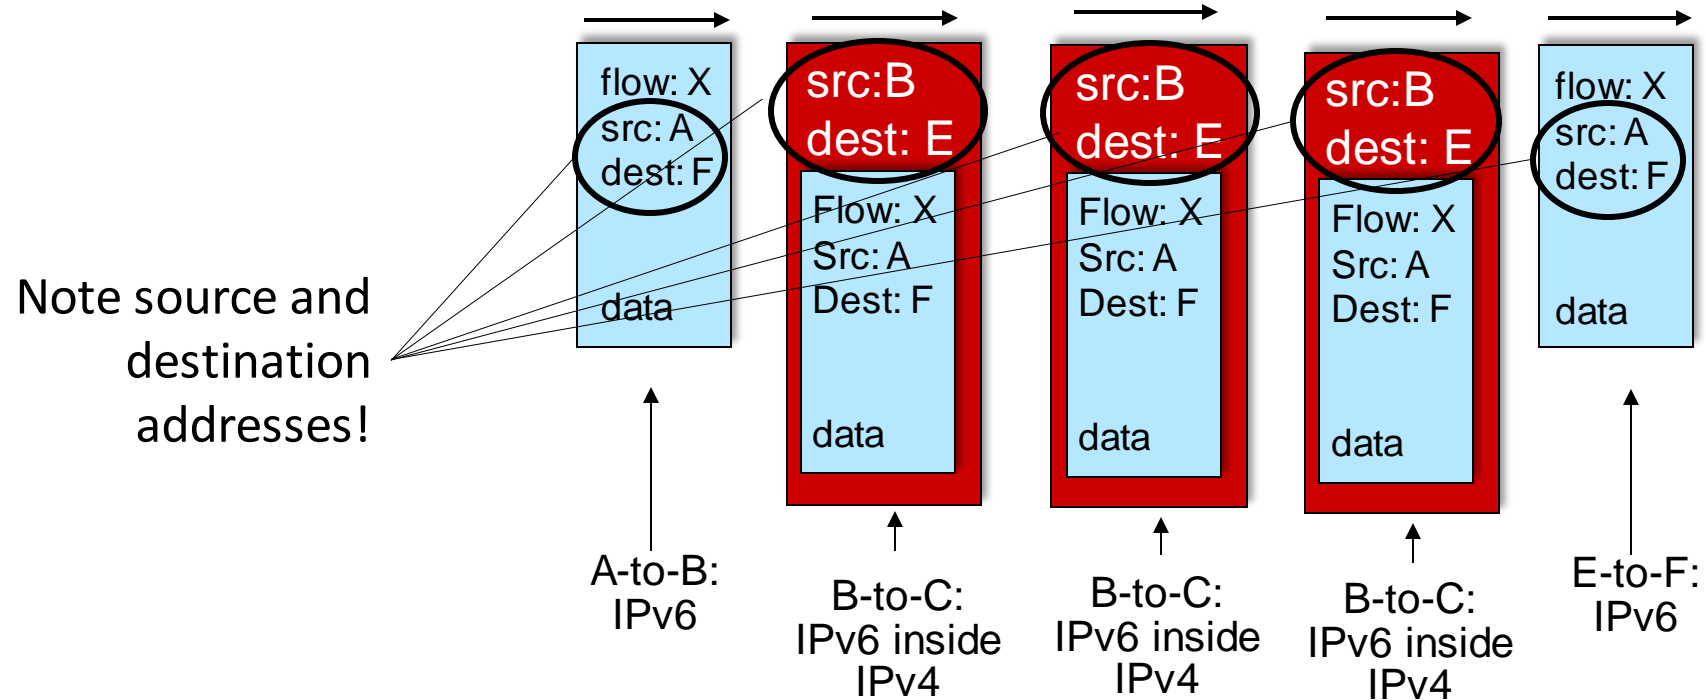 flow: X
src: A
dest: F
data
src:B
dest: E
Flow: X
Src: A
Dest: F
data
src:B
dest: E
Flow: X
Src: A
Dest: F
data
src:B
dest: E
Flow: X
Src: A
Dest: F
data
flow: X
src: A
dest: F
data
Note source and
destination
addresses!
A-to-B:
IPv6
B-to-C:
IPv6 inside
IPv4
B-to-C:
IPv6 inside
IPv4
B-to-C:
IPv6 inside
IPv4
E-to-F:
IPv6